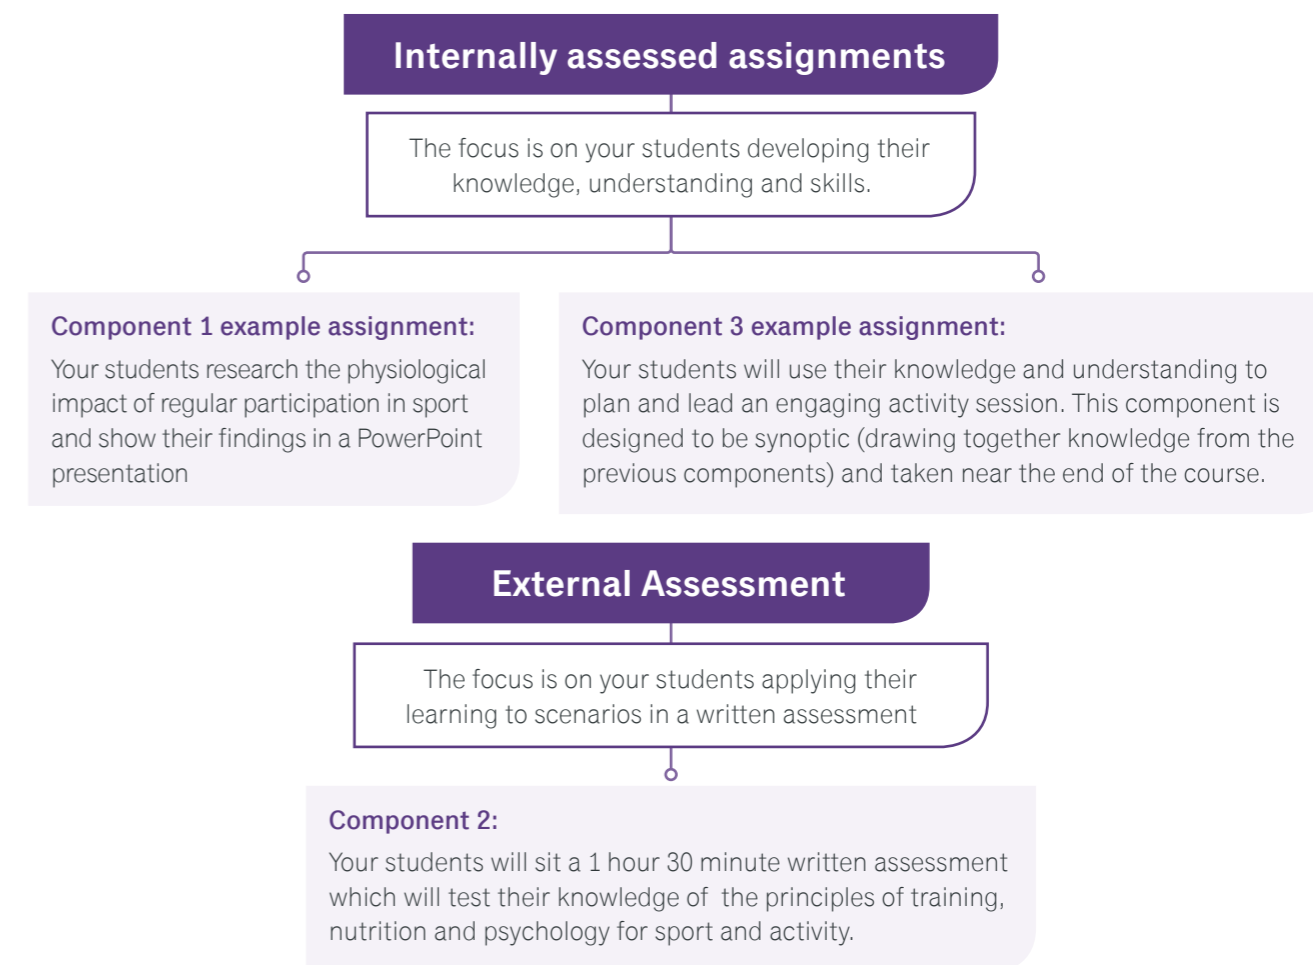 Internally assessed assignments
The focus is on your students developing their
knowledge, understanding and skills.
Component 1 example assignment:
Your students research the physiological
impact of regular participation in sport
and show their findings in a PowerPoint
presentation
Component 3 example assignment:
Your students will use their knowledge and understanding to
plan and lead an engaging activity session. This component is
designed to be synoptic (drawing together knowledge from the
previous components) and taken near the end of the course.
External Assessment
The focus is on your students applying their
learning to scenarios in a written assessment
Component 2:
Your students will sit a 1 hour 30 minute written assessment
which will test their knowledge of  the principles of training,
nutrition and psychology for sport and activity.